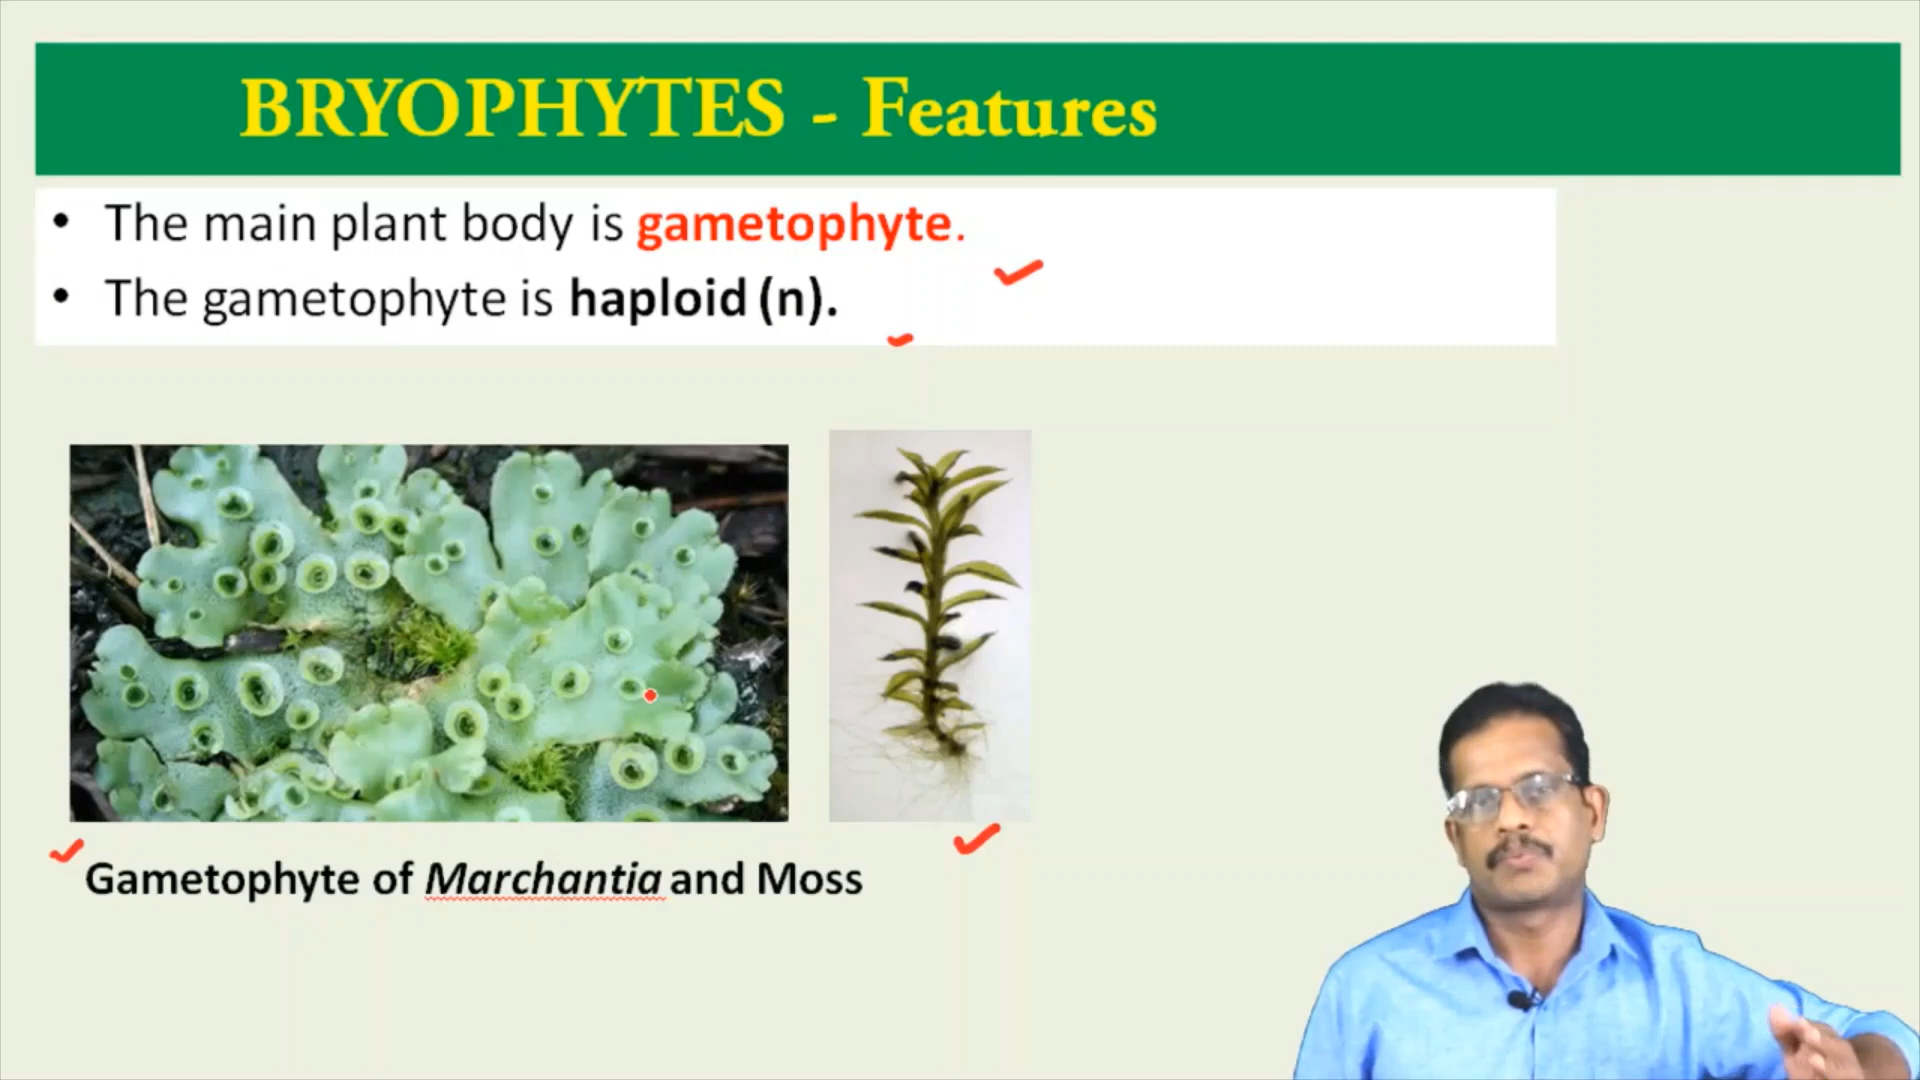 BRYOPHYTES - Features
• The main plant body is gametophyte.
• The gametophyte is haploid (n).
Gametophyte of Marchantia and Moss